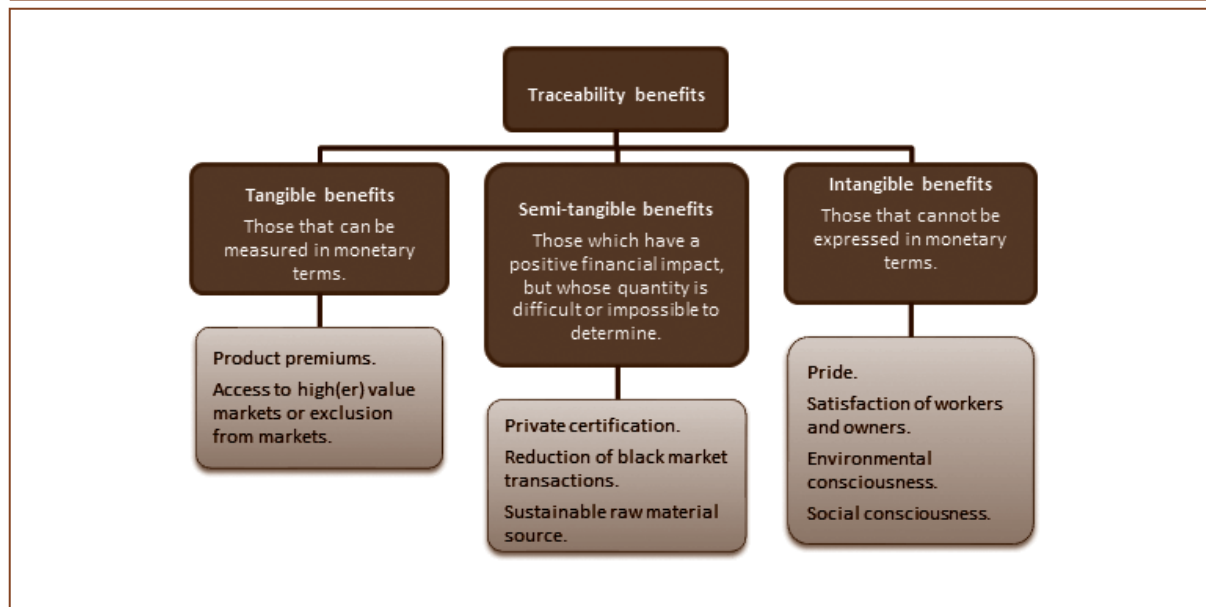 Traceability benefits
Tangible benefits
Those that can be
measured in monetary
terms.
Product premiums.
Access to high(er) value
markets or exclusion
from markets.
Semi-tangible benefits
Those which have a
positive financial impact,
but whose quantity is
difficult or impossible to
determine.
Private certification.
Reduction of black market
transactions.
Sustainable raw material
source.
Intangible benefits
Those that cannot be
expressed in monetary
terms.
Pride.
Satisfaction of workers
and owners.
Environmental
consciousness.
Social consciousness.